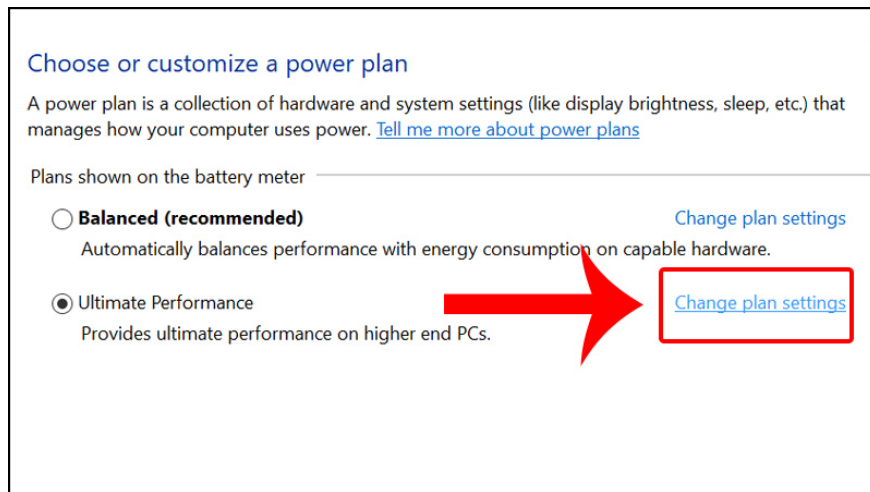 Choose or customize a power plan
A power plan is a collection of hardware and system settings (like display brightness, sleep, etc.) that
manages how your computer uses power. Tell me more about power plans
Plans shown on the battery meter
Balanced (recommended) Change plan settings
Automatically balances performance with energy consumption on capable hardware.
Ultimate Performance Change plan settings
Provides ultimate performance on higher end PCs.